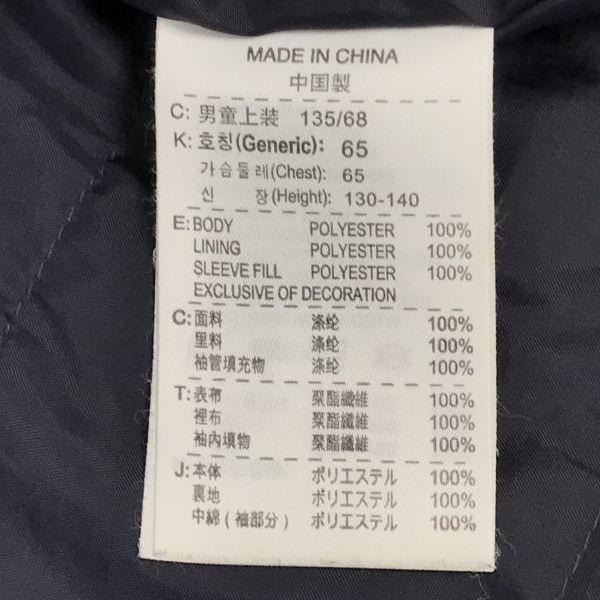 MADE IN CHINA
中国製
C: 男童上装 135/68
K: 호칭(Generic): 65
가슴둘레(Chest): 65
신 장(Height): 130-140
E: BODY POLYESTER 100%
LINING POLYESTER 100%
SLEEVE FILL POLYESTER 100%
EXCLUSIVE OF DECORATION
C: 面料 涤纶 100%
里料 涤纶 100%
袖管填充物 涤纶 100%
T: 表布 聚酯纖維 100%
裡布 聚酯纖維 100%
袖內填物 聚酯纖維 100%
J: 本体 ポリエステル 100%
裏地 ポリエステル 100%
中綿(袖部分) ポリエステル 100%